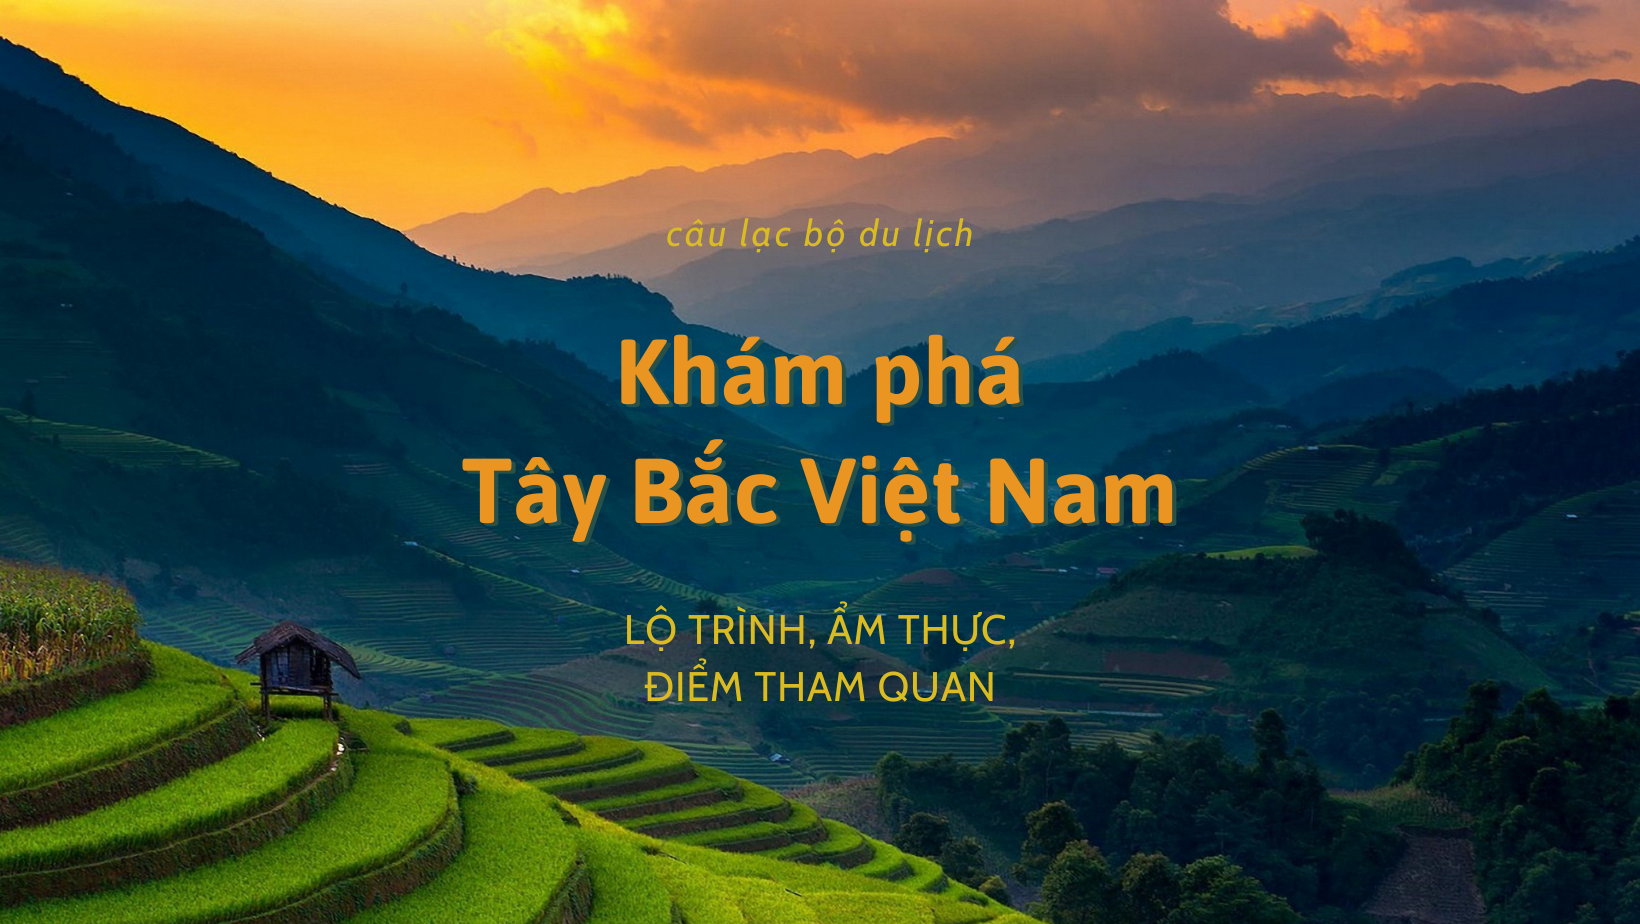 câu lạc bộ du lịch
Khám phá
Tây Bắc Việt Nam
LỘ TRÌNH, ẨM THỰC,
ĐIỂM THAM QUAN